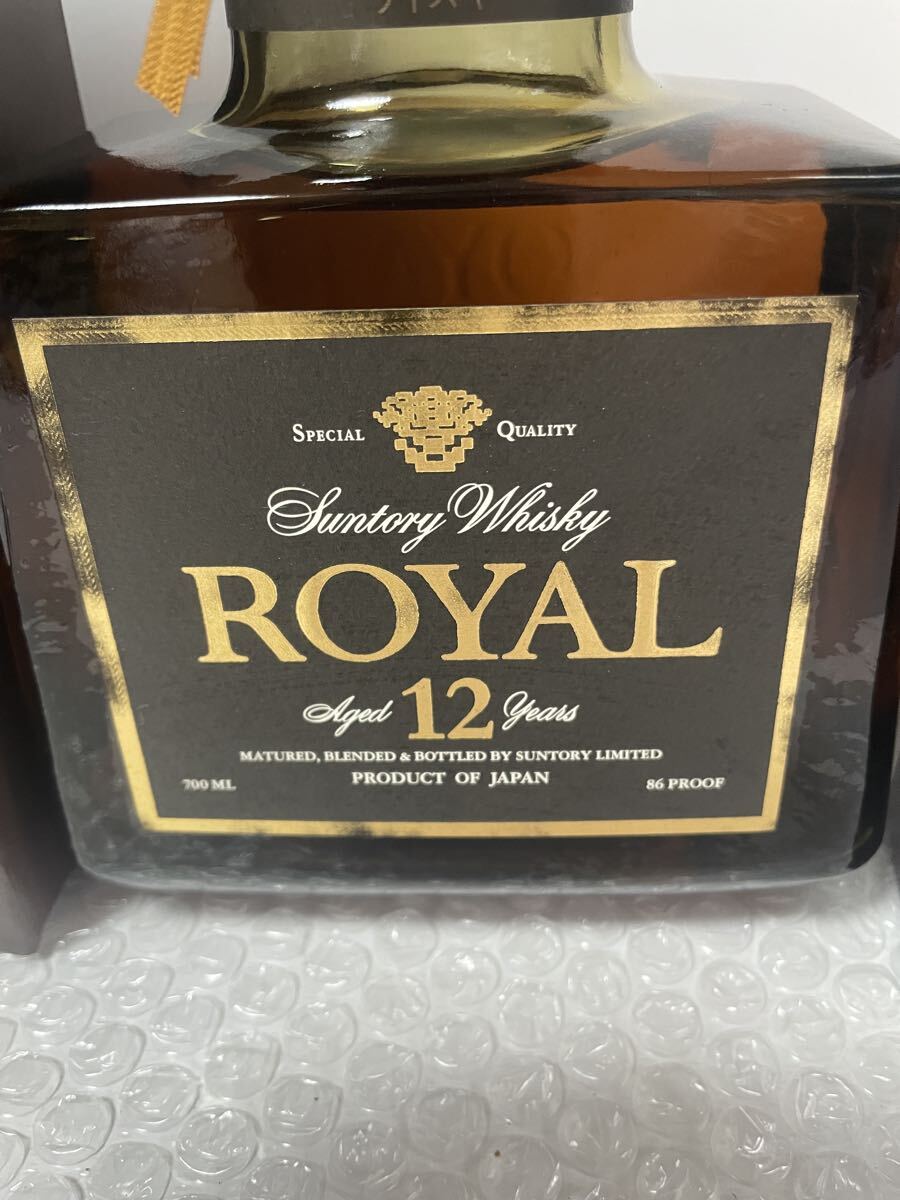 SPECIAL QUALITY
Suntory Whisky
ROYAL
Aged 12 Years
MATURED, BLENDED & BOTTLED BY SUNTORY LIMITED
700 ML PRODUCT OF JAPAN 86 PROOF